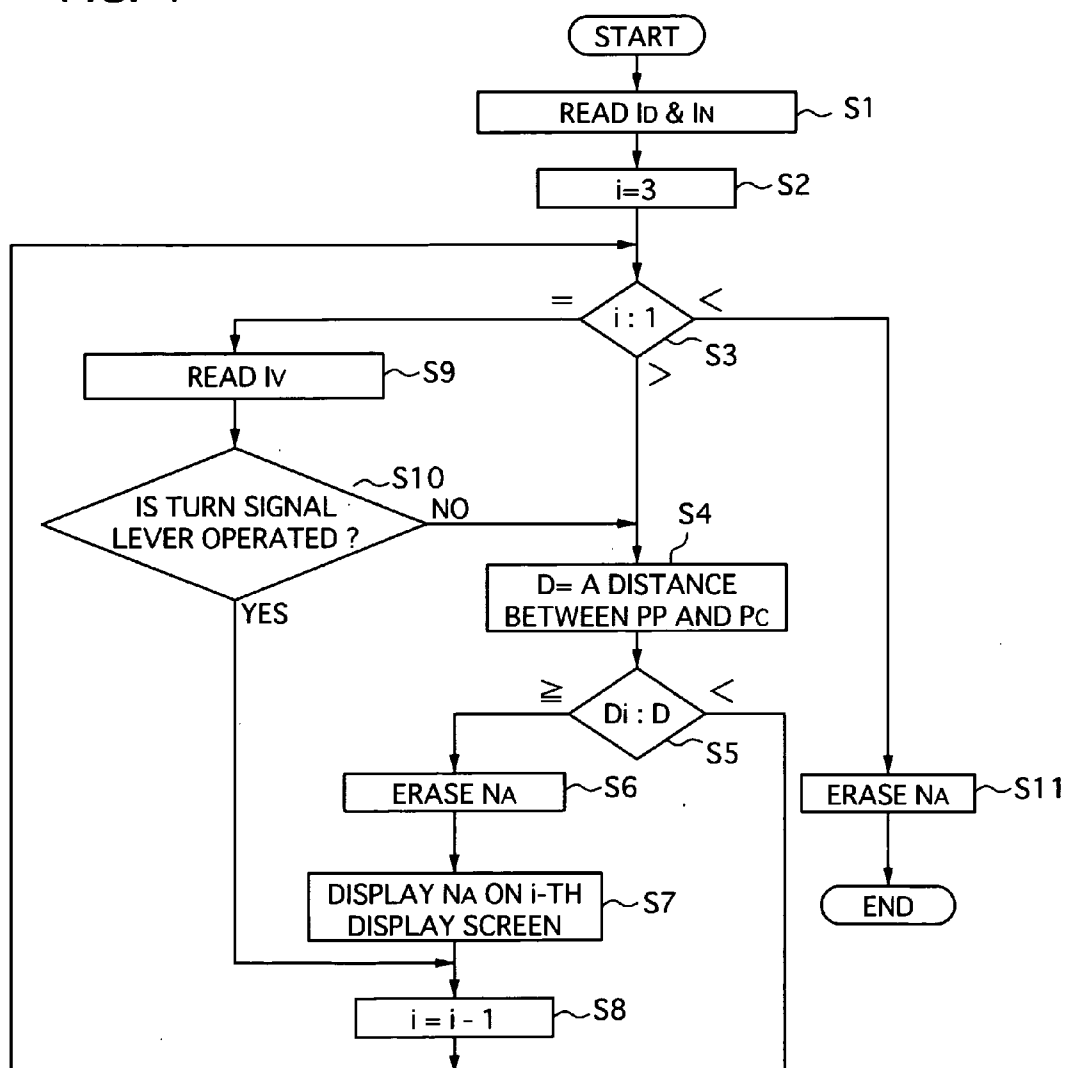 START
READ ID & IN
S1
i=3
S2
=
i : 1
<
S3
>
READ IV
S9
S10
IS TURN SIGNAL
LEVER OPERATED ?
NO
YES
S4
D= A DISTANCE
BETWEEN PP AND PC
≧
Di : D
<
S5
ERASE NA
S6
ERASE NA
S11
DISPLAY NA ON i-TH
DISPLAY SCREEN
S7
END
i = i - 1
S8